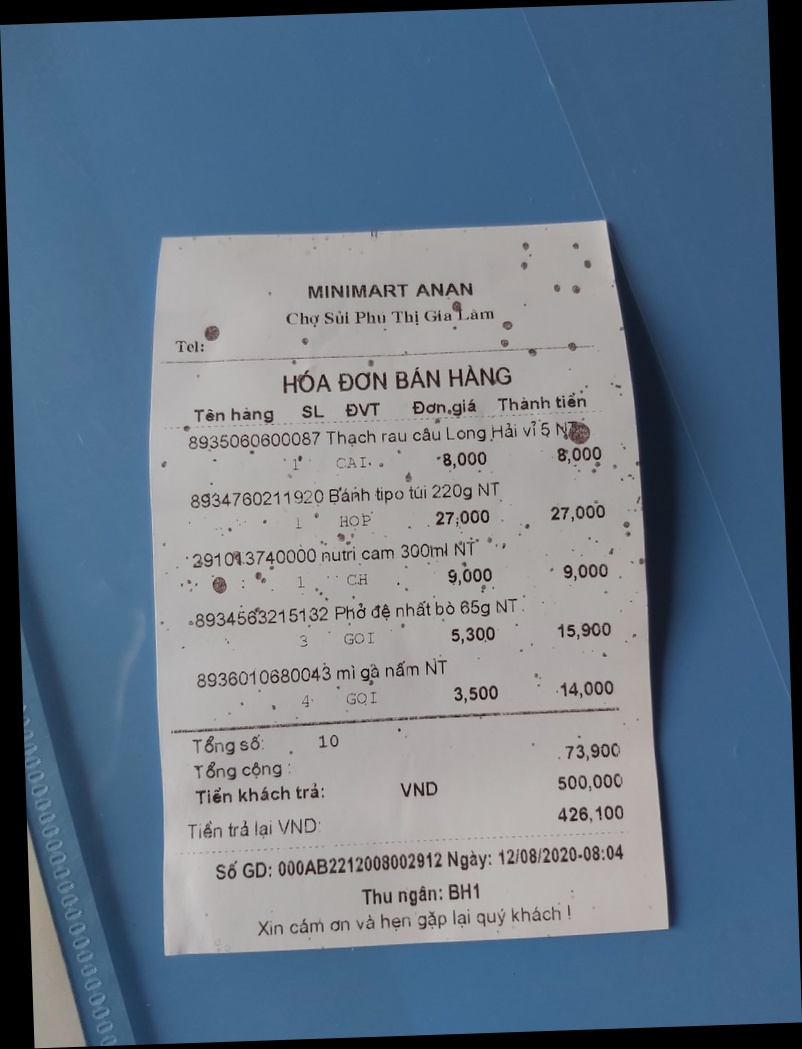 MINIMART ANAN
Chợ Sủi Phú Thị Gia Lâm
Tel:
HÓA ĐƠN BÁN HÀNG
Tên hàng SL ĐVT Đơn giá Thành tiền
8935060600087 Thạch rau câu Long Hải vỉ 5 NT
1 CAI 8,000 8,000
8934760211920 Bánh tipo túi 220g NT
1 HOP 27,000 27,000
391013740000 nutri cam 300ml NT
1 CH 9,000 9,000
8934563215132 Phở đệ nhất bò 65g NT
3 GOI 5,300 15,900
8936010680043 mì gà nấm NT
4 GOI 3,500 14,000
Tổng số: 10
Tổng cộng : 73,900
Tiền khách trả: VND 500,000
Tiền trả lại VND: 426,100
Số GD: 000AB2212008002912 Ngày: 12/08/2020-08:04
Thu ngân: BH1
Xin cám ơn và hẹn gặp lại quý khách !